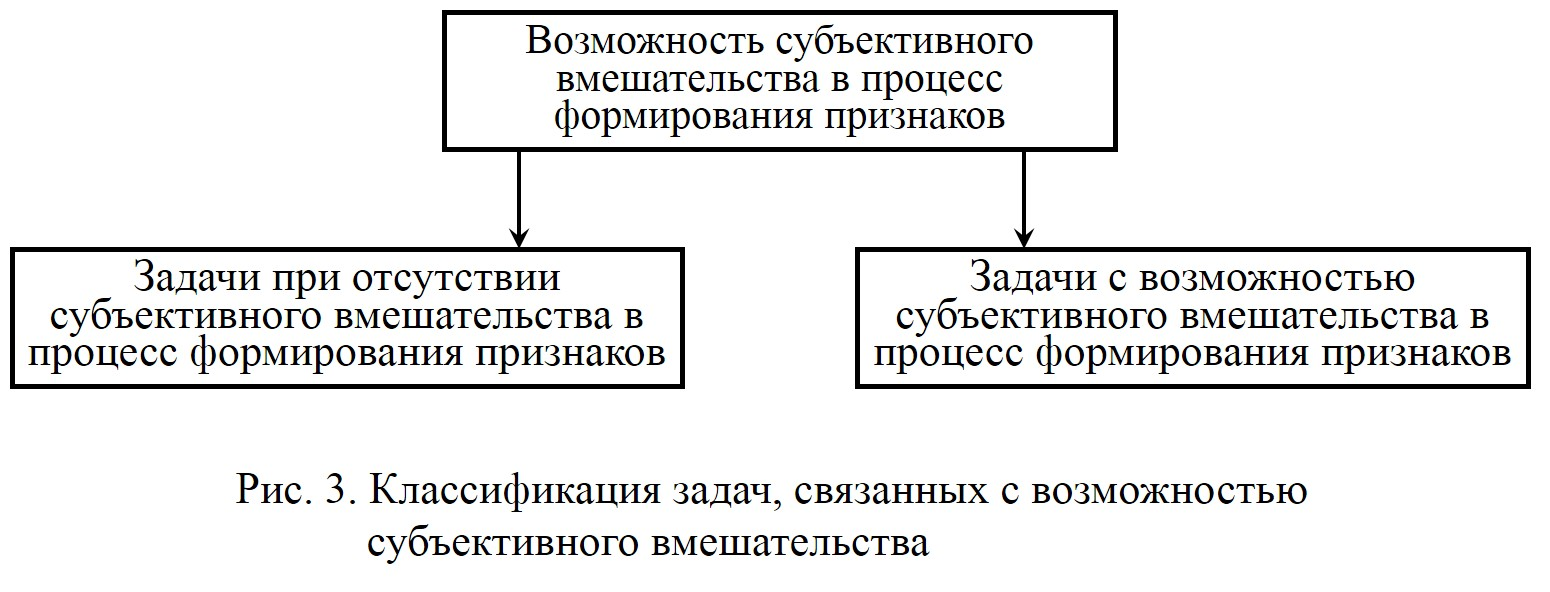 Возможность субъективного
вмешательства в процесс
формирования признаков
Задачи при отсутствии
субъективного вмешательства в
процесс формирования признаков
Задачи с возможностью
субъективного вмешательства в
процесс формирования признаков
Рис. 3. Классификация задач, связанных с возможностью
субъективного вмешательства